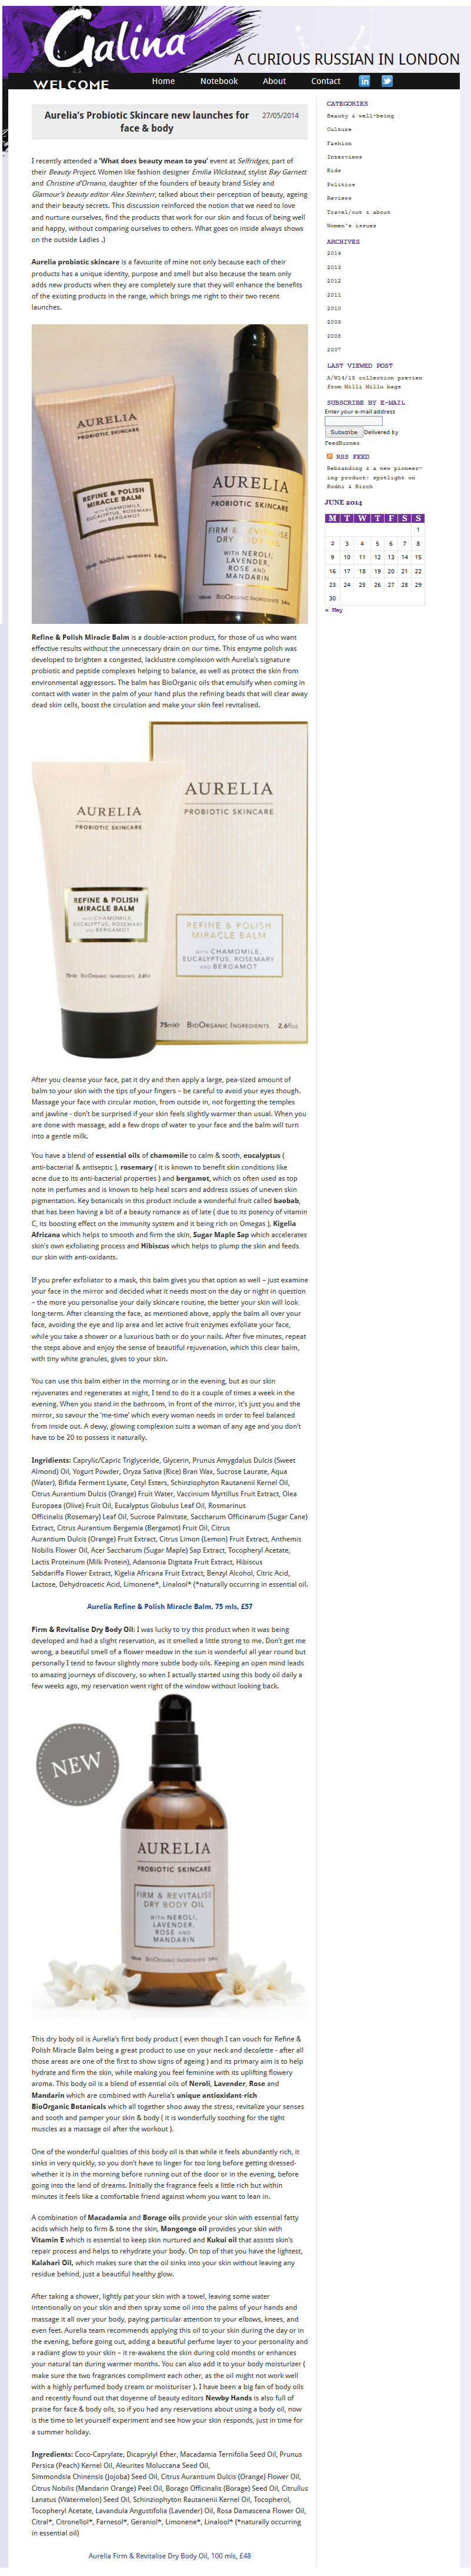 Galina
A CURIOUS RUSSIAN IN LONDON
WELCOME
Home Notebook About Contact
Aurelia's Probiotic Skincare new launches for
face & body
27/05/2014
I recently attended a 'What does beauty mean to you' event at Selfridges, part of
their Beauty Project. Women like fashion designer Emilia Wickstead, stylist Bay Garnett
and Christine d'Ornano, daughter of the founders of beauty brand Sisley and
Glamour's beauty editor Alex Steinherr, talked about their perception of beauty, ageing
and their beauty secrets. This discussion reinforced the notion that we need to love
and nurture ourselves, find the products that work for our skin and focus of being well
and happy, without comparing ourselves to others. What goes on inside always shows
on the outside Ladies .)
Aurelia probiotic skincare is a favourite of mine not only because each of their
products has a unique identity, purpose and smell but also because the team only
adds new products when they are completely sure that they will enhance the benefits
of the existing products in the range, which brings me right to their two recent
launches.
AURELIA
PROBIOTIC SKINCARE
REFINE & POLISH
MIRACLE BALM
WITH CHAMOMILE,
EUCALYPTUS, ROSEMARY
AND BERGAMOT
AURELIA
PROBIOTIC SKINCARE
FIRM & REVITALISE
DRY BODY OIL
WITH NEROLI,
LAVENDER,
ROSE AND
MANDARIN
Refine & Polish Miracle Balm is a double-action product, for those of us who want
effective results without the unnecessary drain on our time. This enzyme polish was
developed to brighten a congested, lacklustre complexion with Aurelia's signature
probiotic and peptide complexes helping to balance, as well as protect the skin from
environmental aggressors. The balm has BioOrganic oils that emulsify when coming in
contact with water in the palm of your hand plus the refining beads that will clear away
dead skin cells, boost the circulation and make your skin feel revitalised.
AURELIA
PROBIOTIC SKINCARE
REFINE & POLISH
MIRACLE BALM
WITH CHAMOMILE,
EUCALYPTUS, ROSEMARY
AND BERGAMOT
75mle BIOORGANIC INGREDIENTS 2.6fl℮
AURELIA
PROBIOTIC SKINCARE
REFINE & POLISH
MIRACLE BALM
WITH CHAMOMILE,
EUCALYPTUS, ROSEMARY
AND BERGAMOT
75mle BIOORGANIC INGREDIENTS 2.6foz
After you cleanse your face, pat it dry and then apply a large, pea-sized amount of
balm to your skin with the tips of your fingers – be careful to avoid your eyes though.
Massage your face with circular motion, from outside in, not forgetting the temples
and jawline - don't be surprised if your skin feels slightly warmer than usual. When you
are done with massage, add a few drops of water to your face and the balm will turn
into a gentle milk.
You have a blend of essential oils of chamomile to calm & sooth, eucalyptus (
anti-bacterial & antiseptic ), rosemary ( it is known to benefit skin conditions like
acne due to its anti-bacterial properties ) and bergamot, which os often used as top
note in perfumes and is known to help heal scars and address issues of uneven skin
pigmentation. Key botanicals in this product include a wonderful fruit called baobab,
that has been having a bit of a beauty romance as of late ( due to its potency of vitamin
C, its boosting effect on the immunity system and it being rich on Omegas ), Kigelia
Africana which helps to smooth and firm the skin, Sugar Maple Sap which accelerates
skin's own exfoliating process and Hibiscus which helps to plump the skin and feeds
our skin with anti-oxidants.
If you prefer exfoliator to a mask, this balm gives you that option as well – just examine
your face in the mirror and decided what it needs most on the day or night in question
– the more you personalise your daily skincare routine, the better your skin will look
long-term. After cleansing the face, as mentioned above, apply the balm all over your
face, avoiding the eye and lip area and let active fruit enzymes exfoliate your face,
while you take a shower or a luxurious bath or do your nails. After five minutes, repeat
the steps above and enjoy the sense of beautiful rejuvenation, which this clear balm,
with tiny white granules, gives to your skin.
You can use this balm either in the morning or in the evening, but as our skin
rejuvenates and regenerates at night, I tend to do it a couple of times a week in the
evening. When you stand in the bathroom, in front of the mirror, it's just you and the
mirror, so savour the 'me-time' which every woman needs in order to feel balanced
from inside out. A dewy, glowing complexion suits a woman of any age and you don't
have to be 20 to possess it naturally.
Ingridients: Caprylic/Capric Triglyceride, Glycerin, Prunus Amygdalus Dulcis (Sweet
Almond) Oil, Yogurt Powder, Oryza Sativa (Rice) Bran Wax, Sucrose Laurate, Aqua
(Water), Bifida Ferment Lysate, Cetyl Esters, Schinziophyton Rautanenii Kernel Oil,
Citrus Aurantium Dulcis (Orange) Fruit Water, Vaccinium Myrtillus Fruit Extract, Olea
Europaea (Olive) Fruit Oil, Eucalyptus Globulus Leaf Oil, Rosmarinus
Officinalis (Rosemary) Leaf Oil, Sucrose Palmitate, Saccharum Officinarum (Sugar Cane)
Extract, Citrus Aurantium Bergamia (Bergamot) Fruit Oil, Citrus
Aurantium Dulcis (Orange) Fruit Extract, Citrus Limon (Lemon) Fruit Extract, Anthemis
Nobilis Flower Oil, Acer Saccharum (Sugar Maple) Sap Extract, Tocopheryl Acetate,
Lactis Proteinum (Milk Protein), Adansonia Digitata Fruit Extract, Hibiscus
Sabdariffa Flower Extract, Kigelia Africana Fruit Extract, Benzyl Alcohol, Citric Acid,
Lactose, Dehydroacetic Acid, Limonene*, Linalool* (*naturally occurring in essential oil.
Aurelia Refine & Polish Miracle Balm, 75 mls, £57
Firm & Revitalise Dry Body Oil: I was lucky to try this product when it was being
developed and had a slight reservation, as it smelled a little strong to me. Don't get me
wrong, a beautiful smell of a flower meadow in the sun is wonderful all year round but
personally I tend to favour slightly more subtle body oils. Keeping an open mind leads
to amazing journeys of discovery, so when I actually started using this body oil daily a
few weeks ago, my reservation went right of the window without looking back.
NEW
AURELIA
PROBIOTIC SKINCARE
FIRM & REVITALISE
DRY BODY OIL
WITH NEROLI,
LAVENDER,
ROSE AND
MANDARIN
This dry body oil is Aurelia's first body product ( even though I can vouch for Refine &
Polish Miracle Balm being a great product to use on your neck and decolette - after all
those areas are one of the first to show signs of ageing ) and its primary aim is to help
hydrate and firm the skin, while making you feel feminine with its uplifting flowery
aroma. This body oil is a blend of essential oils of Neroli, Lavender, Rose and
Mandarin which are combined with Aurelia's unique antioxidant-rich
BioOrganic Botanicals which all together shoo away the stress, revitalize your senses
and sooth and pamper your skin & body ( it is wonderfully soothing for the tight
muscles as a massage oil after the workout ).
One of the wonderful qualities of this body oil is that while it feels abundantly rich, it
sinks in very quickly, so you don't have to linger for too long before getting dressed-
whether it is in the morning before running out of the door or in the evening, before
going into the land of dreams. Initially the fragrance feels a little rich but within
minutes it feels like a comfortable friend against whom you want to lean in.
A combination of Macadamia and Borage oils provide your skin with essential fatty
acids which help to firm & tone the skin, Mongongo oil provides your skin with
Vitamin E which is essential to keep skin nurtured and Kukui oil that assists skin's
repair process and helps to rehydrate your body. On top of that you have the lightest,
Kalahari Oil, which makes sure that the oil sinks into your skin without leaving any
residue behind, just a beautiful healthy glow.
After taking a shower, lightly pat your skin with a towel, leaving some water
intentionally on your skin and then spray some oil into the palms of your hands and
massage it all over your body, paying particular attention to your elbows, knees, and
even feet. Aurelia team recommends applying this oil to your skin during the day or in
the evening, before going out, adding a beautiful perfume layer to your personality and
a radiant glow to your skin – it re-awakens the skin during cold months or enhances
your natural tan during warmer months. You can also add it to your body moisturizer (
make sure the two fragrances compliment each other, as the oil might not work well
with a highly perfumed body cream or moisturiser ). I have been a big fan of body oils
and recently found out that doyenne of beauty editors Newby Hands is also full of
praise for face & body oils, so if you had any reservations about using a body oil, now
is the time to let yourself experiment and see how your skin responds, just in time for
a summer holiday.
Ingredients: Coco-Caprylate, Dicaprylyl Ether, Macadamia Ternifolia Seed Oil, Prunus
Persica (Peach) Kernel Oil, Aleurites Moluccana Seed Oil,
Simmondsia Chinensis (Jojoba) Seed Oil, Citrus Aurantium Dulcis (Orange) Flower Oil,
Citrus Nobilis (Mandarin Orange) Peel Oil, Borago Officinalis (Borage) Seed Oil, Citrullus
Lanatus (Watermelon) Seed Oil, Schinziophyton Rautanenii Kernel Oil, Tocopherol,
Tocopheryl Acetate, Lavandula Angustifolia (Lavender) Oil, Rosa Damascena Flower Oil,
Citral*, Citronellol*, Farnesol*, Geraniol*, Limonene*, Linalool* (*naturally occurring
in essential oil)
Aurelia Firm & Revitalise Dry Body Oil, 100 mls, £48
CATEGORIES
Beauty & well-being
Culture
Fashion
Interviews
Kids
Politics
Reviews
Travel/out & about
Women's issues
ARCHIVES
2014
2013
2012
2011
2010
2009
2008
2007
LAST VIEWED POST
A/W14/15 collection preview
from Milli Millu bags
SUBSCRIBE BY E-MAIL
Enter your e-mail address
Subscribe Delivered by
FeedBurner
RSS FEED
Rebranding & a new pioneer-
ing product: spotlight on
Bodhi & Birch
JUNE 2014
M T W T F S S
1
2 3 4 5 6 7 8
9 10 11 12 13 14 15
16 17 18 19 20 21 22
23 24 25 26 27 28 29
30
« May